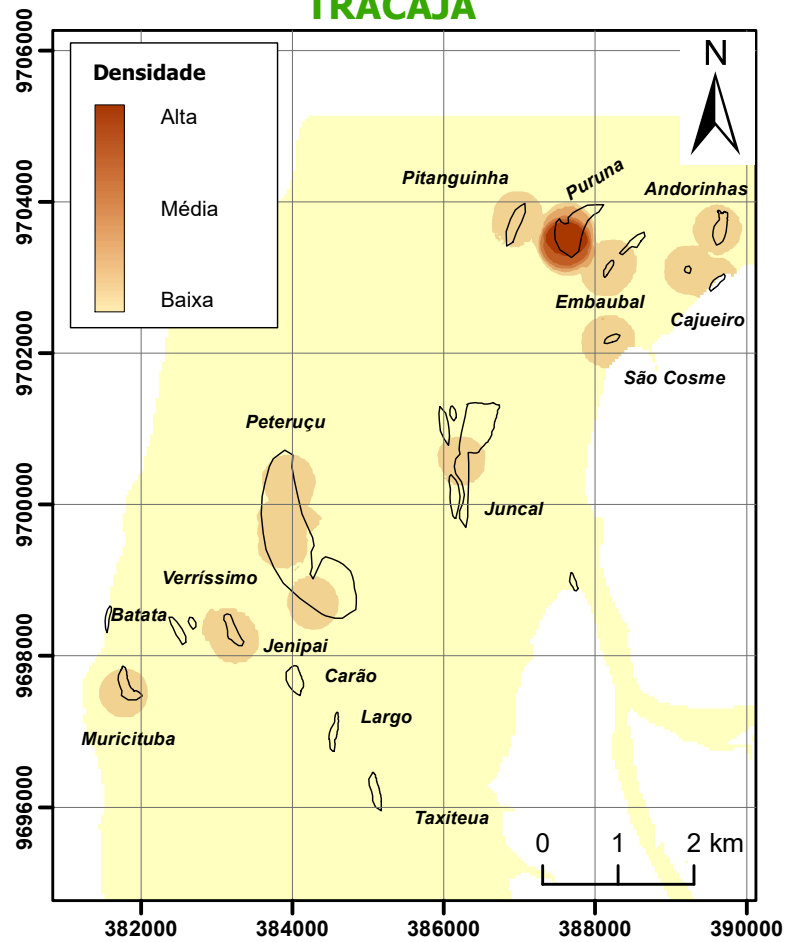 TRACAJÁ
9706000
9704000
9702000
9700000
9698000
9696000
Densidade
Alta
Média
Baixa
N
Pitanguinha
Puruna
Andorinhas
Embaubal
Cajueiro
São Cosme
Peteruçu
Juncal
Verríssimo
Batata
Jenipai
Carão
Muricituba
Largo
Taxiteua
0 1 2 km
382000 384000 386000 388000 390000